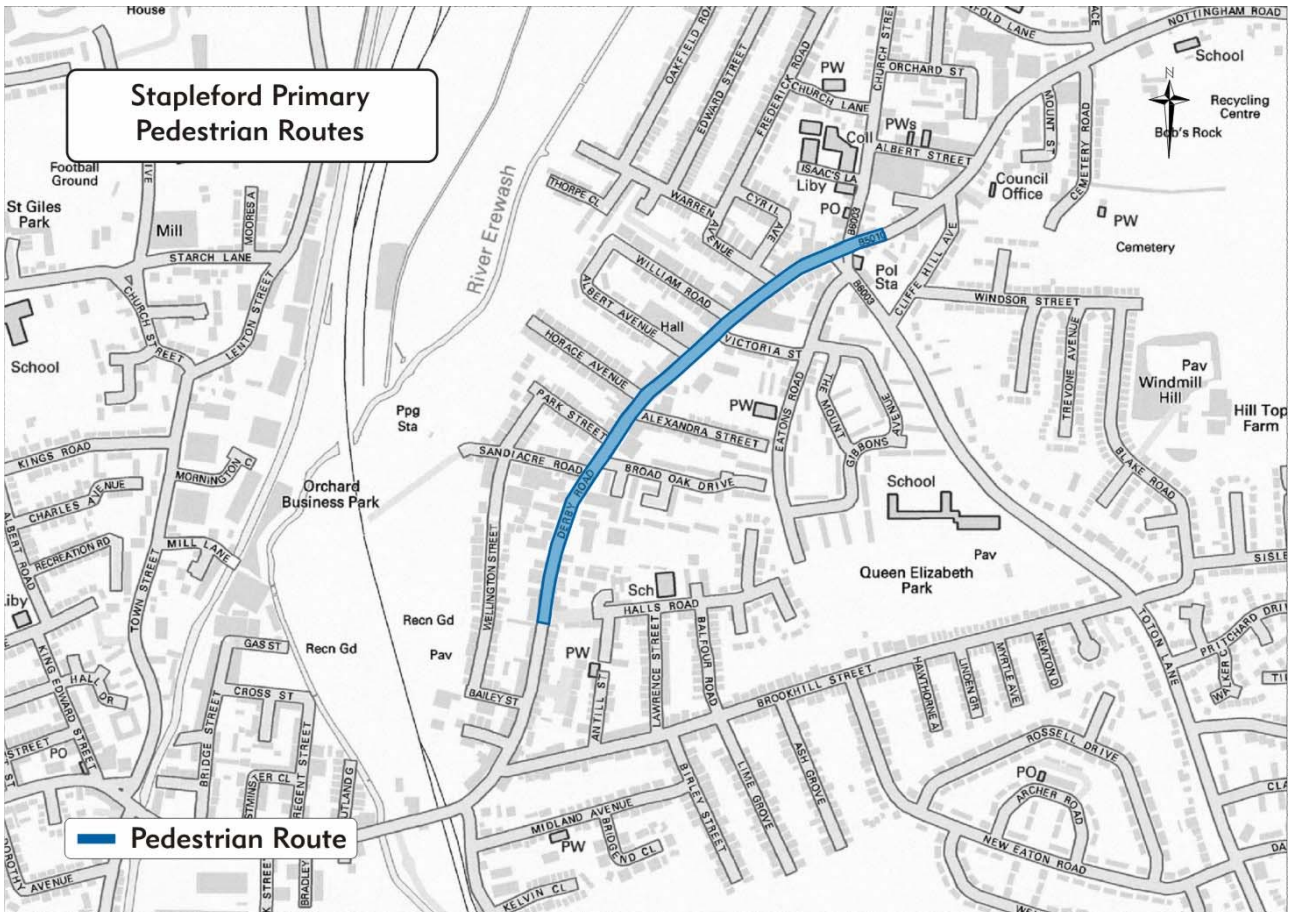 House
Stapleford Primary
Pedestrian Routes
Football
Ground
St Giles
Park
Mill
MOORES A
STARCH LANE
CHURCH STREET
LENTON STREET
School
River Erewash
OAKFIELD
EDWARD STREET
FREDERICK ROAD
PW
CHURCH LANE
CHURCH STRE
ORCHARD ST
NOTTINGHAM ROAD
School
N
Recycling
Centre
Bob's Rock
MOUNT ST
CEMETERY ROAD
Coll
PWs
ALBERT STREET
ISAAC'S LA
Liby
PO
B6003
Council
Office
PW
Cemetery
THORPE CL
WARREN AVENUE
CYRIL AVE
B5010
Pol
Sta
B6003
CLIFFE HILL AVE
WINDSOR STREET
WILLIAM ROAD
ALBERT AVENUE
Hall
VICTORIA ST
HORACE AVENUE
PARK STREET
ALEXANDRA STREET
PW
EATONS ROAD
THE MOUNT
GIBBONS AVENUE
TREVONE AVENUE
Pav
Windmill
Hill
Hill Top
Farm
BLAKE ROAD
Ppg
Sta
SANDIACRE ROAD
BROAD OAK DRIVE
DERBY ROAD
School
Pav
Queen Elizabeth
Park
KINGS ROAD
CHARLES AVENUE
ALBERT ROAD
RECREATION RD
MORNINGTON C
Orchard
Business Park
MILL LANE
TOWN STREET
WELLINGTON STREET
Sch
HALLS ROAD
Recn Gd
Pav
Recn Gd
PW
LAWRENCE STREET
BALFOUR ROAD
ANTILL ST
BAILEY ST
BROOKHILL STREET
HAWTHORNE A
LINDEN GR
MYRTLE AVE
NEWTON D
TOTON LANE
PRITCHARD DRI
WALKER C
SISLE
iby
KING EDWARD STREET
HALL DR
GAS ST
CROSS ST
BRIDGE STREET
STREET
PO
REGENT STREET
BIRLEY STREET
LIME GROVE
ASH GROVE
ROSSELL DRIVE
PO
ARCHER ROAD
NEW EATON ROAD
MIDLAND AVENUE
BRIDGEND CL
PW
KELVIN CL
Pedestrian Route
DOROTHY AVENUE
BRADLEY